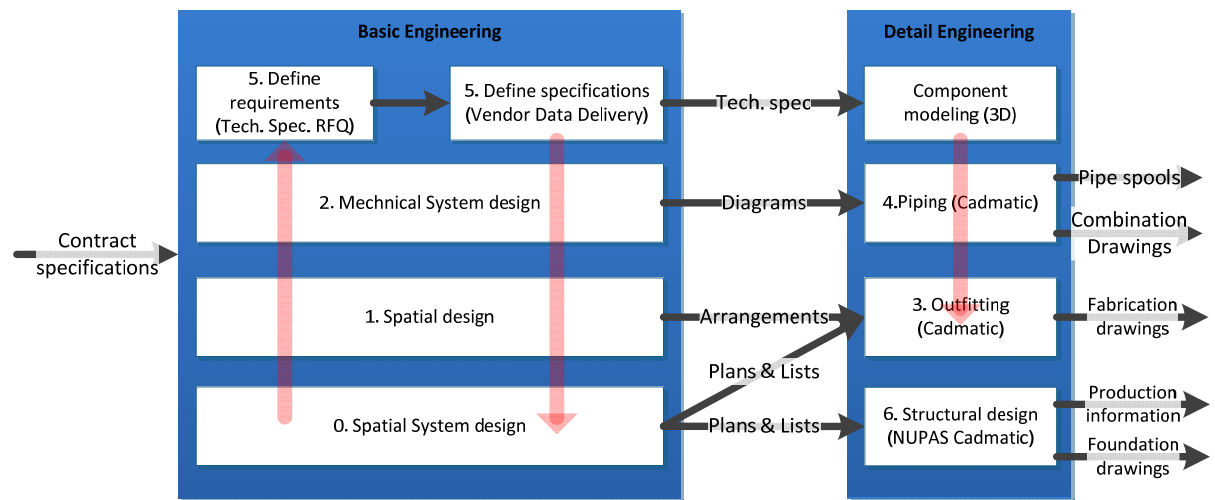 Basic Engineering
Detail Engineering
5. Define
requirements
(Tech. Spec. RFQ)
5. Define specifications
(Vendor Data Delivery)
Tech. spec
Component
modeling (3D)
2. Mechnical System design
Diagrams
4.Piping (Cadmatic)
Pipe spools
Combination
Drawings
Contract
specifications
1. Spatial design
Arrangements
3. Outfitting
(Cadmatic)
Fabrication
drawings
Plans & Lists
0. Spatial System design
Plans & Lists
6. Structural design
(NUPAS Cadmatic)
Production
information
Foundation
drawings